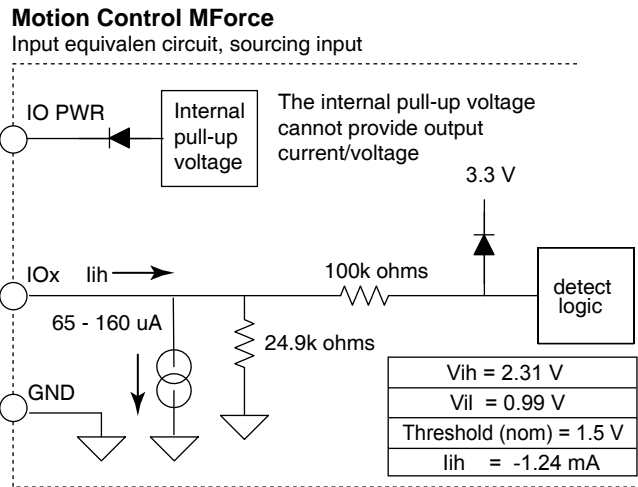 Motion Control MForce
Input equivalen circuit, sourcing input
IO PWR
Internal
pull-up
voltage
The internal pull-up voltage
cannot provide output
current/voltage
3.3 V
IOx
Iih
100k ohms
detect
logic
65 - 160 uA
24.9k ohms
GND
Vih = 2.31 V
Vil = 0.99 V
Threshold (nom) = 1.5 V
Iih = -1.24 mA